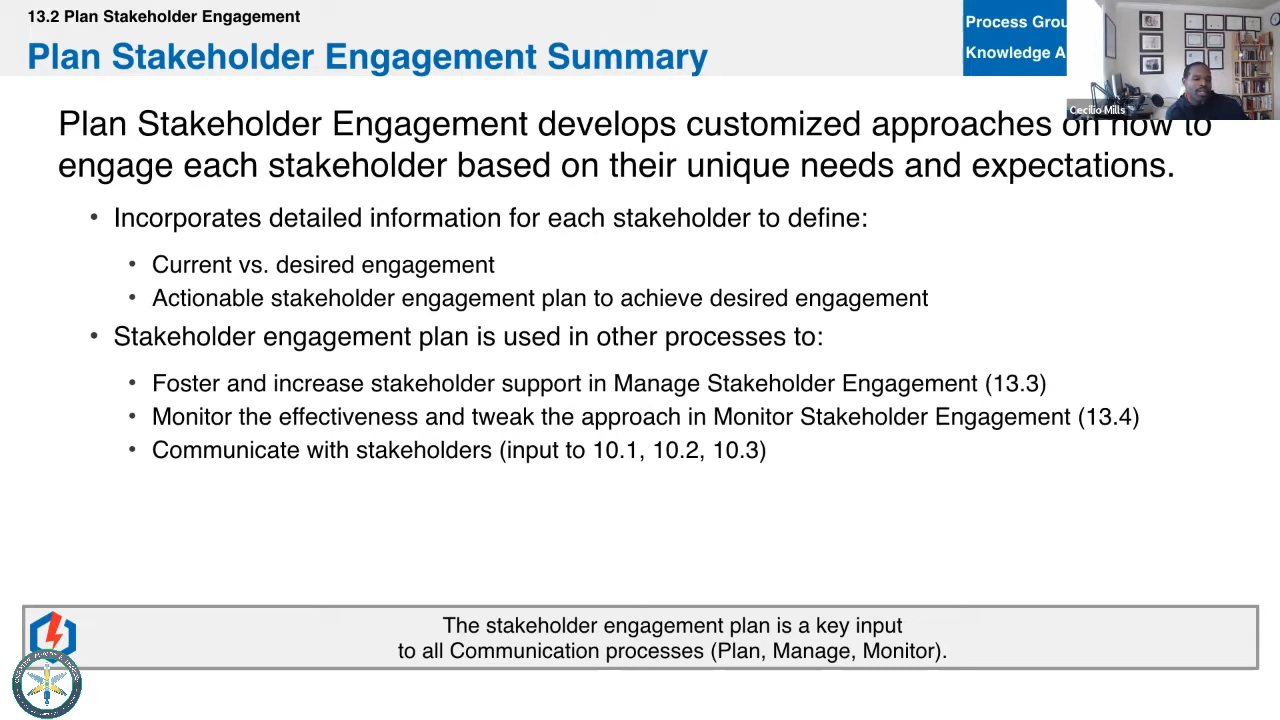 13.2 Plan Stakeholder Engagement
Plan Stakeholder Engagement Summary
Process Grou
Knowledge A
Cecilio Mills
Plan Stakeholder Engagement develops customized approaches on how to
engage each stakeholder based on their unique needs and expectations.
• Incorporates detailed information for each stakeholder to define:
• Current vs. desired engagement
• Actionable stakeholder engagement plan to achieve desired engagement
• Stakeholder engagement plan is used in other processes to:
• Foster and increase stakeholder support in Manage Stakeholder Engagement (13.3)
• Monitor the effectiveness and tweak the approach in Monitor Stakeholder Engagement (13.4)
• Communicate with stakeholders (input to 10.1, 10.2, 10.3)
The stakeholder engagement plan is a key input
to all Communication processes (Plan, Manage, Monitor).